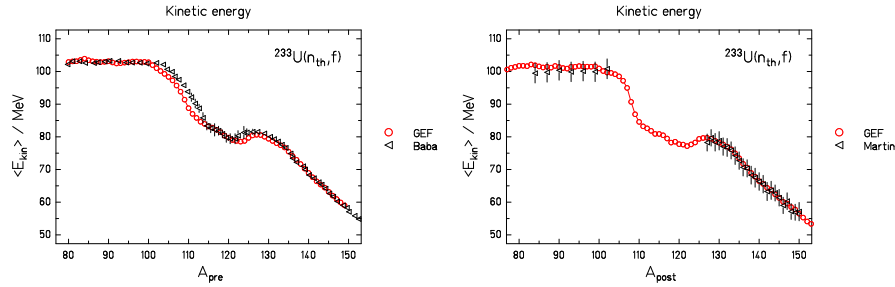 Kinetic energy
<E_kin> / MeV
110
100
90
80
70
60
50
²³³U(n_th,f)
80 90 100 110 120 130 140 150
A_pre
GEF
Baba
Kinetic energy
<E_kin> / MeV
110
100
90
80
70
60
50
²³³U(n_th,f)
80 90 100 110 120 130 140 150
A_post
GEF
Martin